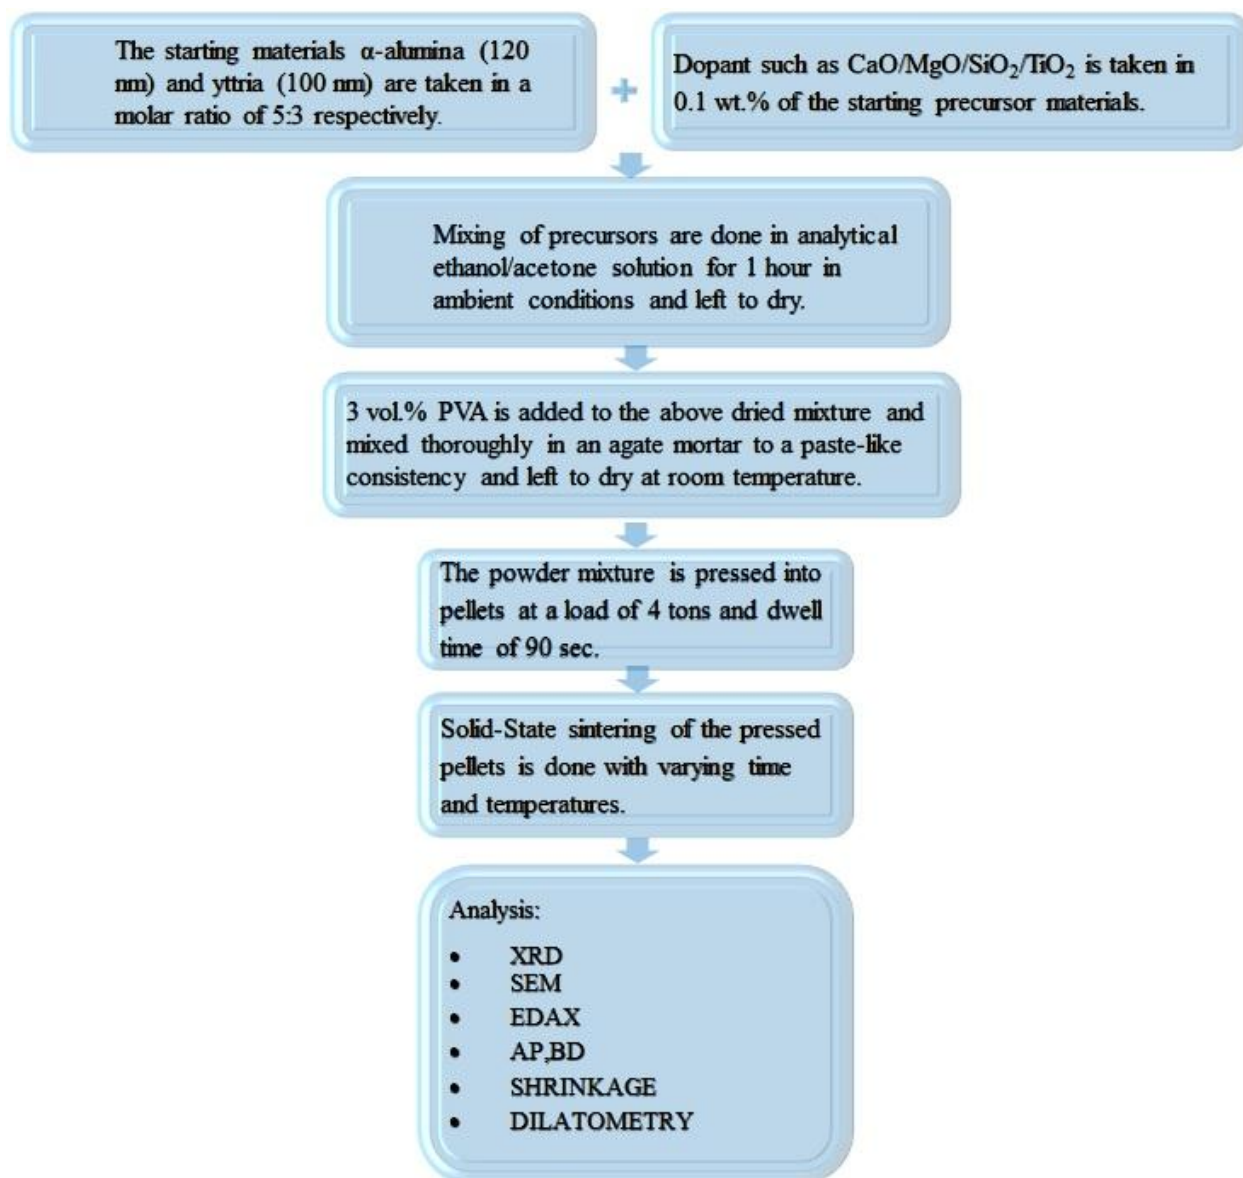 The starting materials α-alumina (120
nm) and yttria (100 nm) are taken in a
molar ratio of 5:3 respectively.
+
Dopant such as CaO/MgO/SiO₂/TiO₂ is taken in
0.1 wt.% of the starting precursor materials.
Mixing of precursors are done in analytical
ethanol/acetone solution for 1 hour in
ambient conditions and left to dry.
3 vol.% PVA is added to the above dried mixture and
mixed thoroughly in an agate mortar to a paste-like
consistency and left to dry at room temperature.
The powder mixture is pressed into
pellets at a load of 4 tons and dwell
time of 90 sec.
Solid-State sintering of the pressed
pellets is done with varying time
and temperatures.
Analysis:
• XRD
• SEM
• EDAX
• AP,BD
• SHRINKAGE
• DILATOMETRY